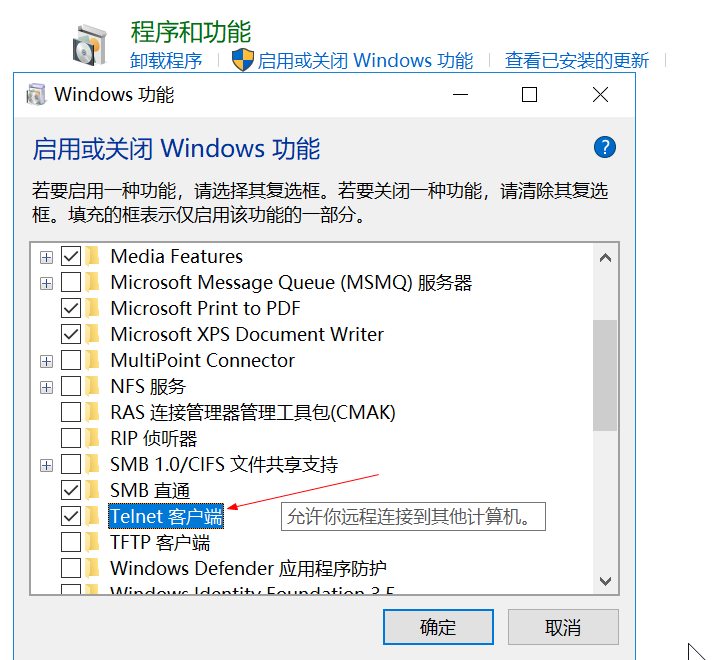 程序和功能
卸载程序 启用或关闭 Windows 功能 查看已安装的更新
Windows 功能
启用或关闭 Windows 功能
若要启用一种功能，请选择其复选框。若要关闭一种功能，请清除其复选
框。填充的框表示仅启用该功能的一部分。
Media Features
Microsoft Message Queue (MSMQ) 服务器
Microsoft Print to PDF
Microsoft XPS Document Writer
MultiPoint Connector
NFS 服务
RAS 连接管理器管理工具包(CMAK)
RIP 侦听器
SMB 1.0/CIFS 文件共享支持
SMB 直通
Telnet 客户端 允许你远程连接到其他计算机。
TFTP 客户端
Windows Defender 应用程序防护
Windows Identity Foundation 3.5
确定 取消